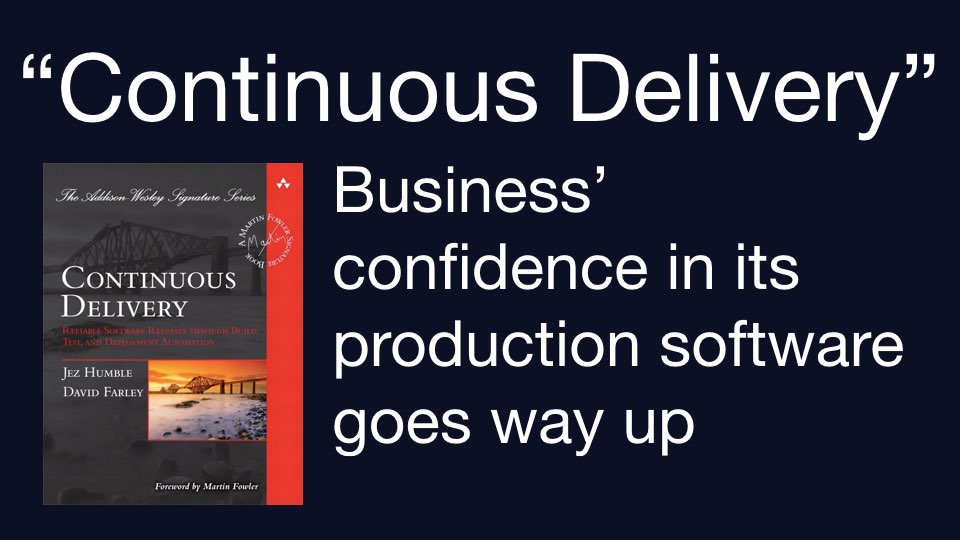 “Continuous Delivery”
The Addison-Wesley Signature Series
A MARTIN FOWLER SIGNATURE BOOK
Martin
CONTINUOUS
DELIVERY
RELIABLE SOFTWARE RELEASES THROUGH BUILD,
TEST, AND DEPLOYMENT AUTOMATION
JEZ HUMBLE
DAVID FARLEY
Foreword by Martin Fowler
Business’
confidence in its
production software
goes way up